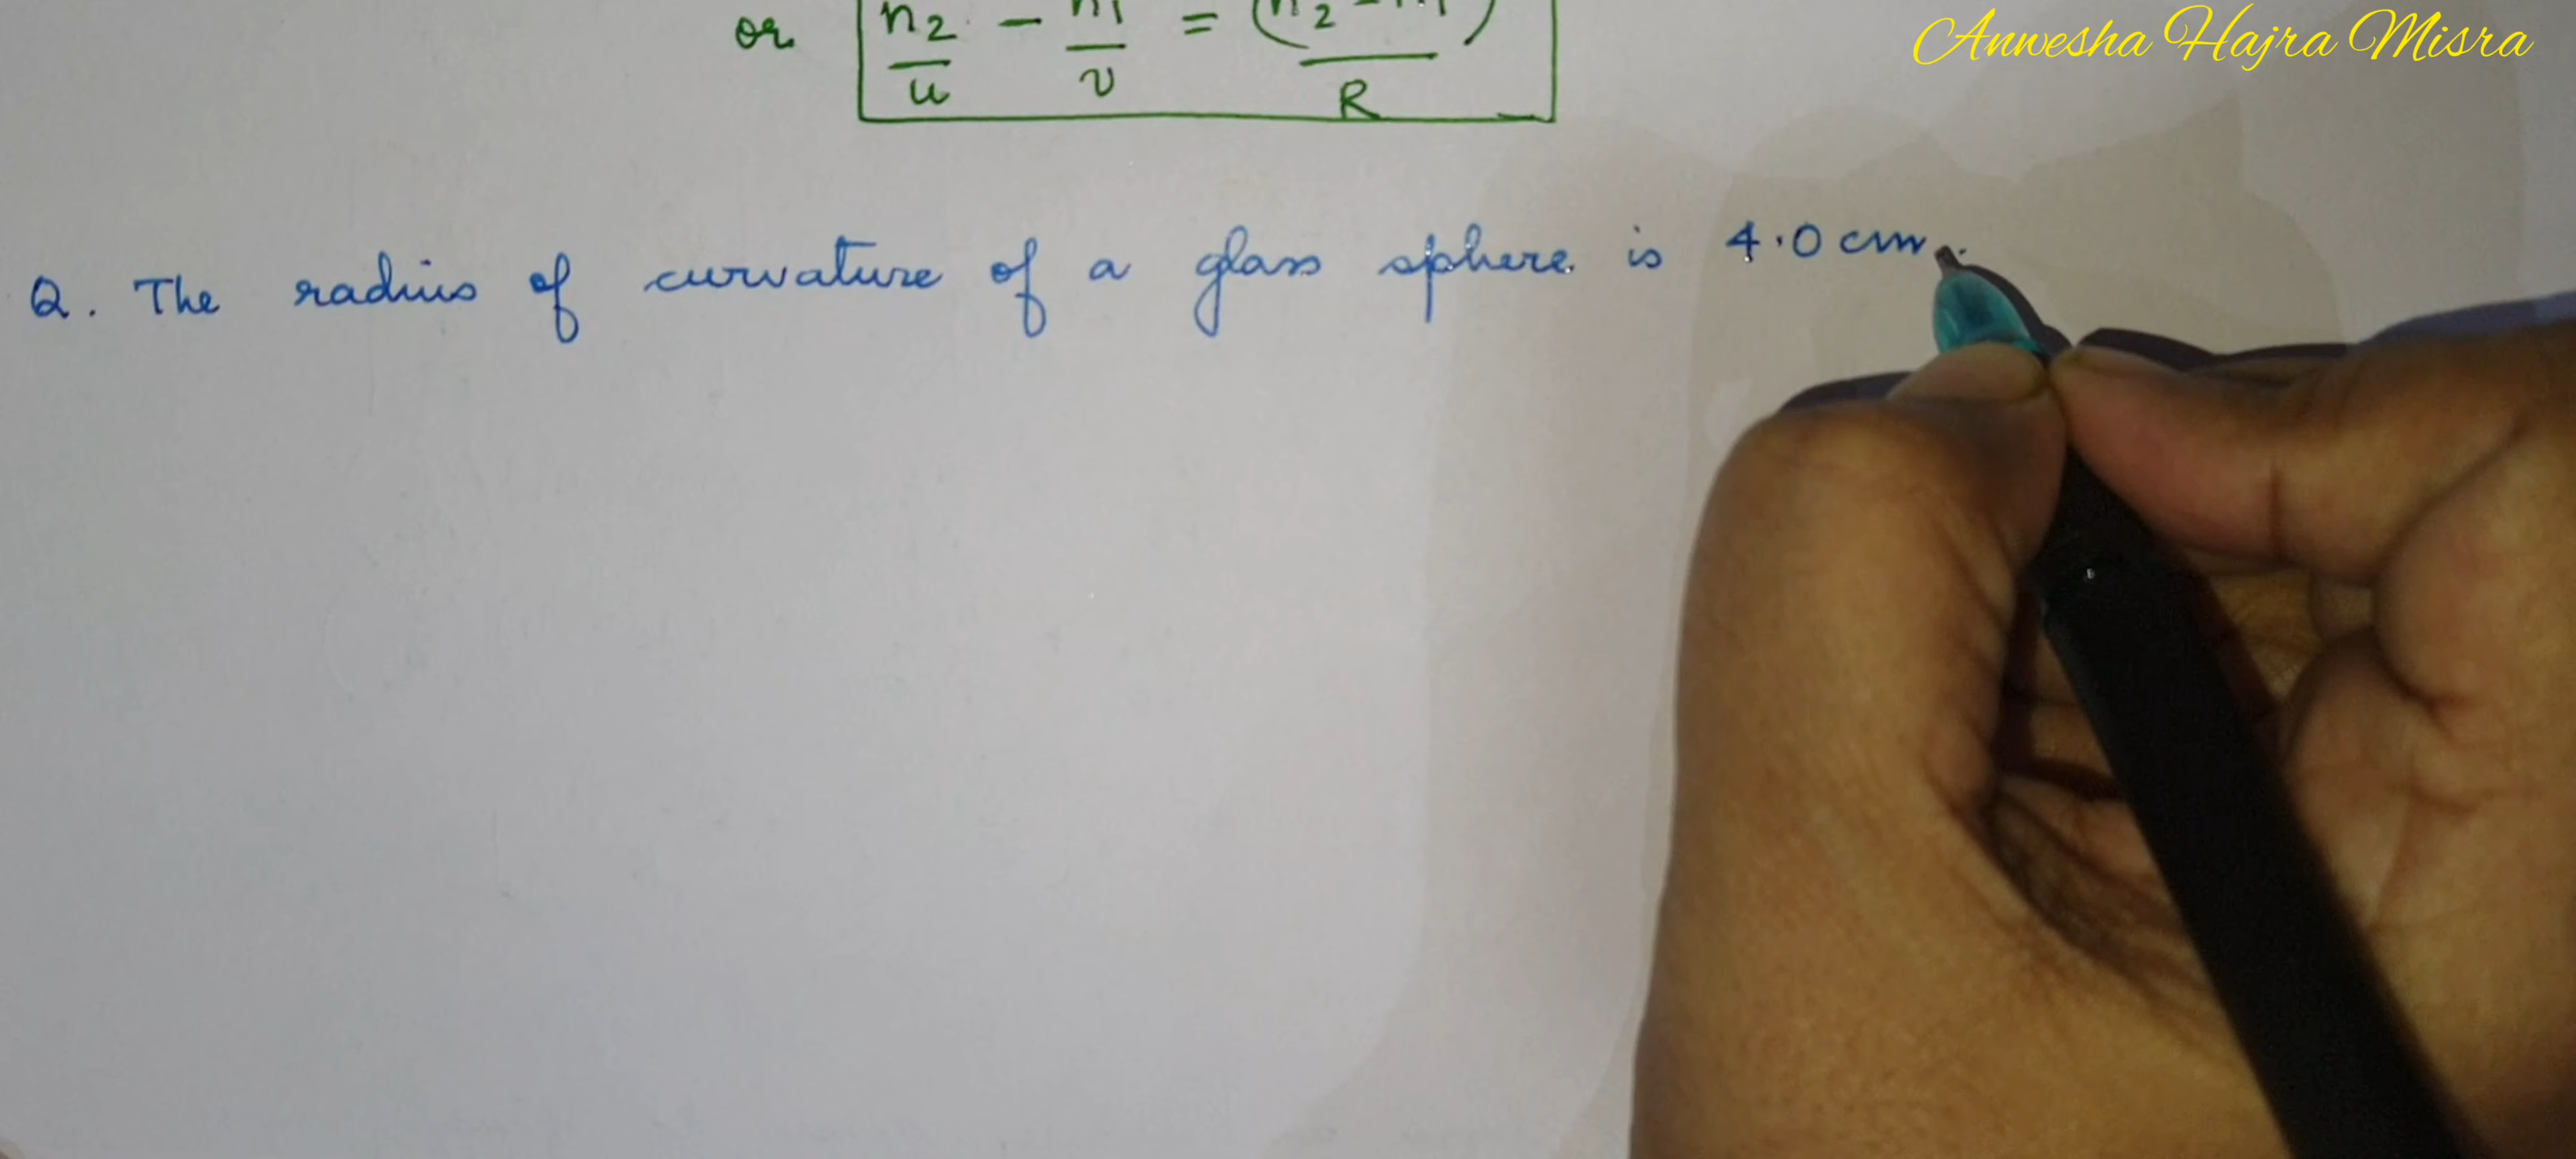 or n2/u - n1/v = (n2 - n1)/R
Anwesha Hajra Misra
Q. The radius of curvature of a glass sphere is 4.0 cm.